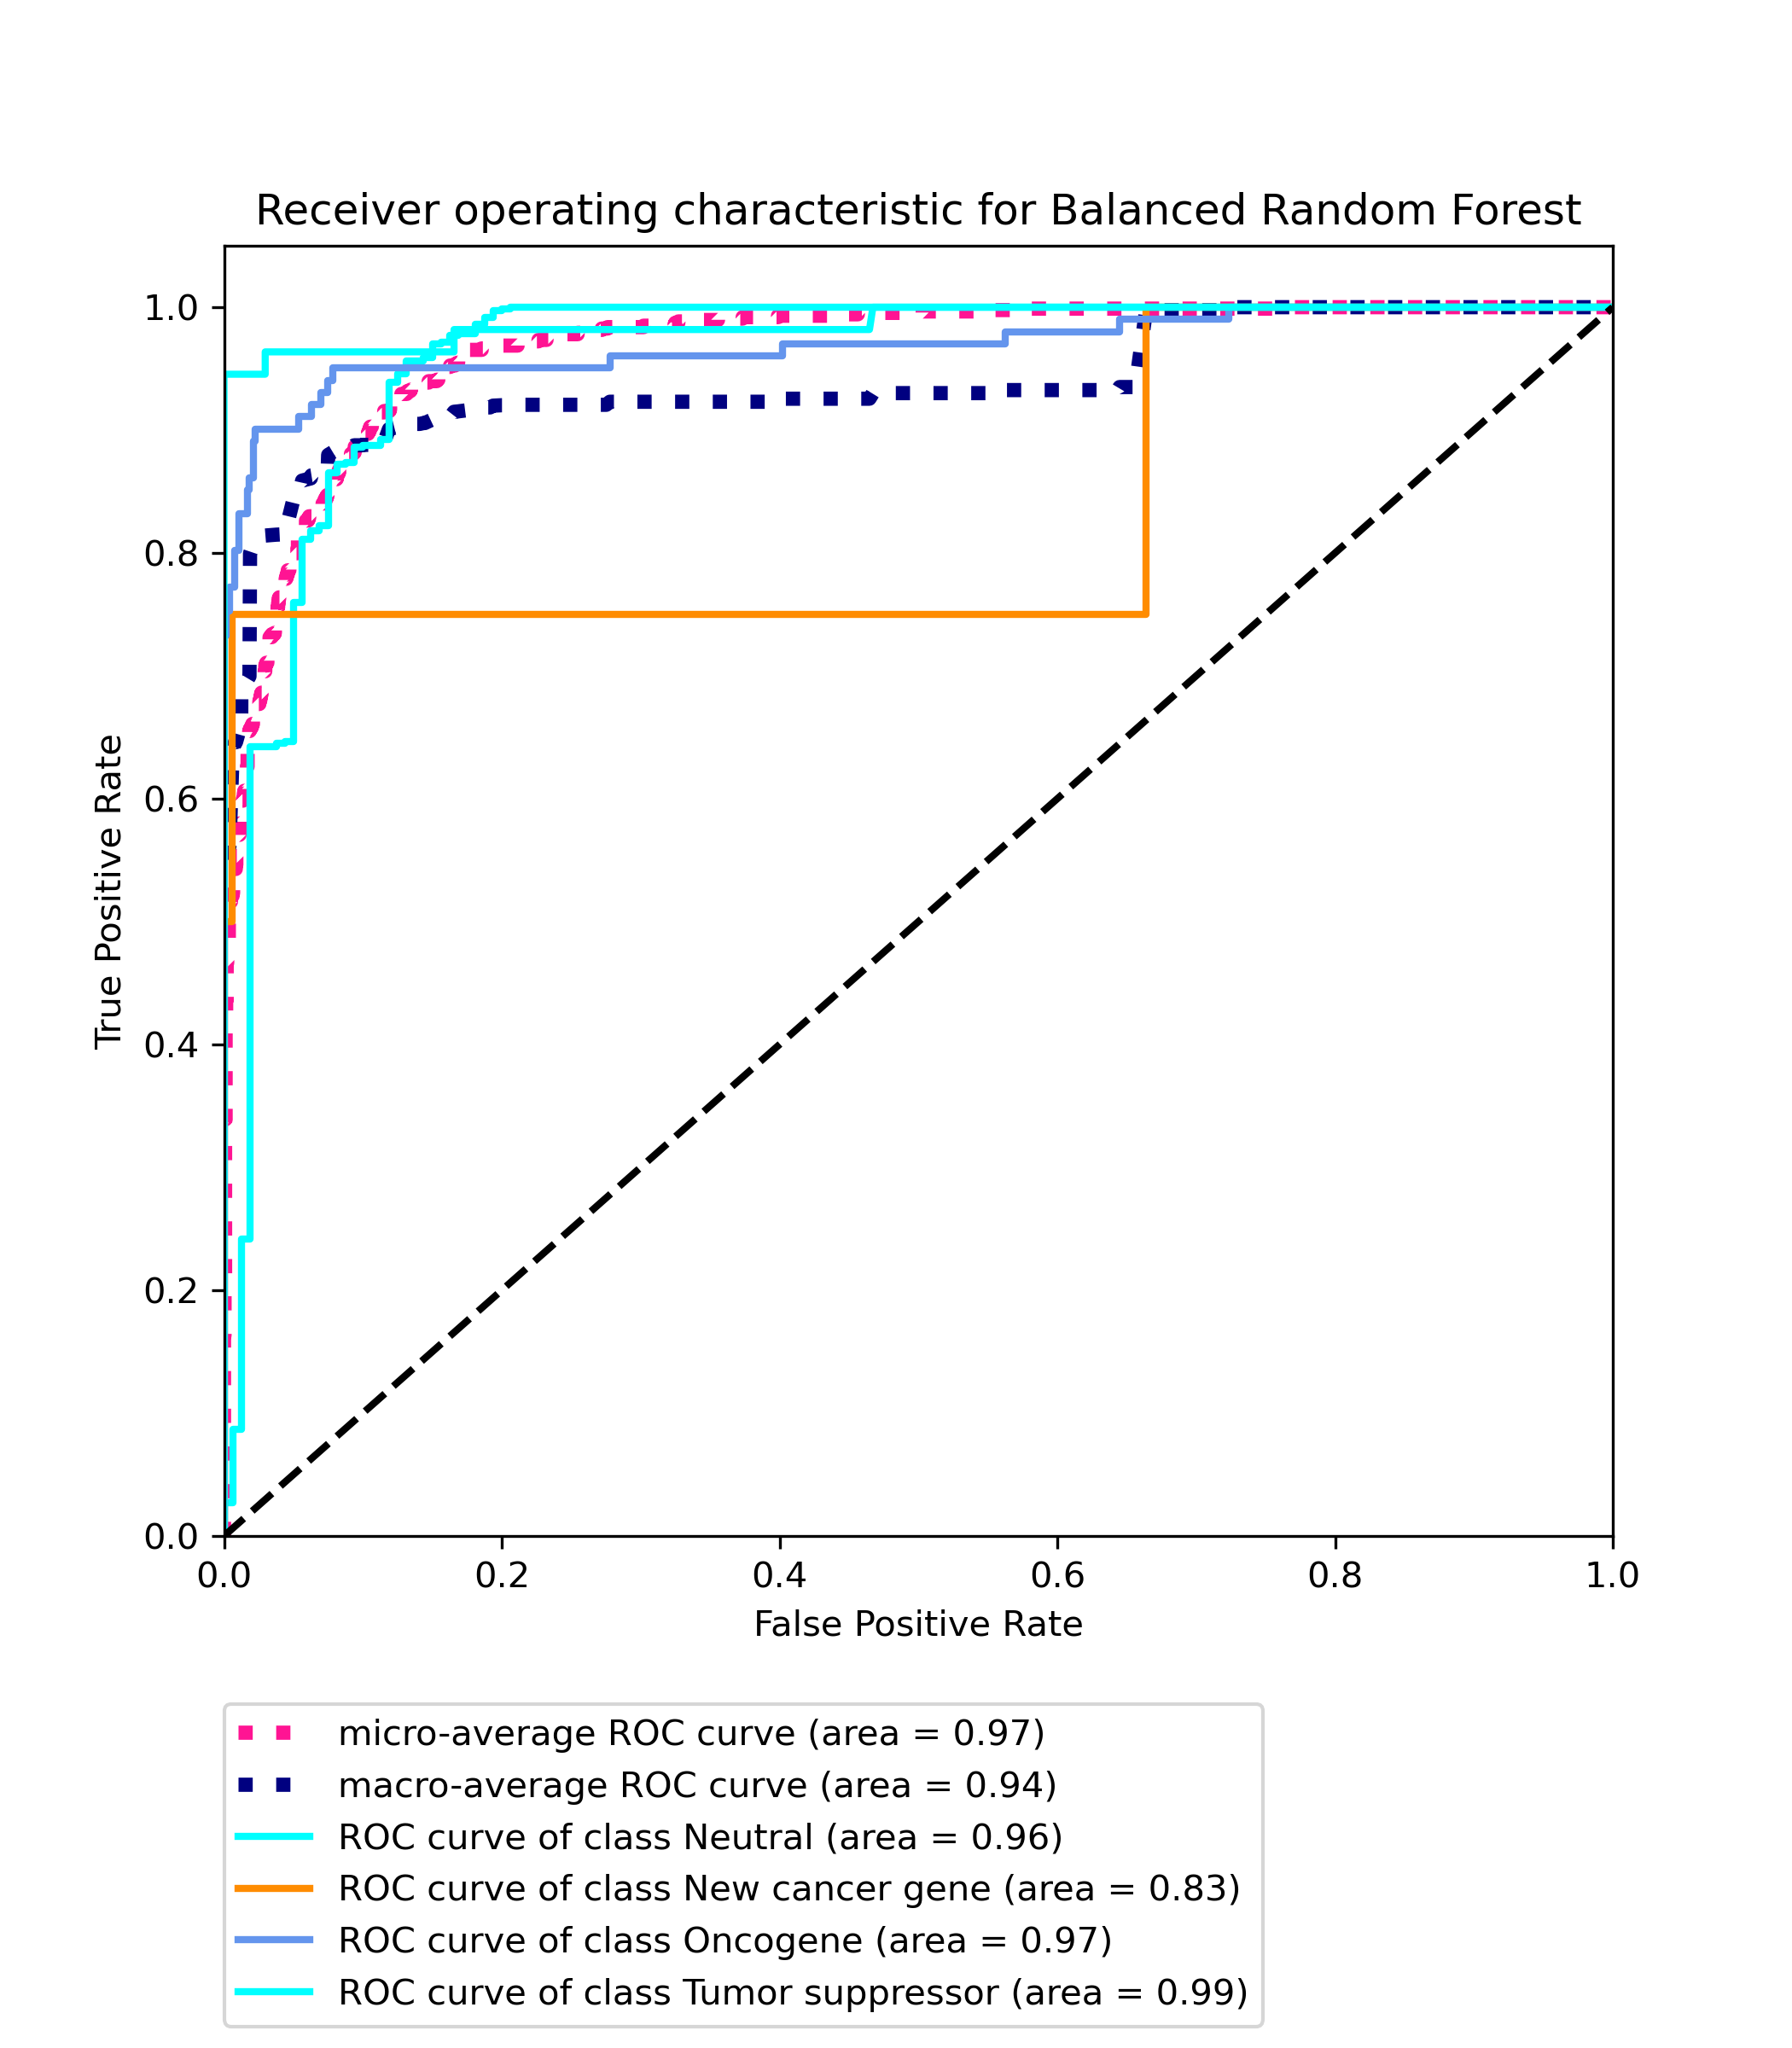 Receiver operating characteristic for Balanced Random Forest
1.0
0.8
0.6
0.4
0.2
0.0
True Positive Rate
0.0 0.2 0.4 0.6 0.8 1.0
False Positive Rate
micro-average ROC curve (area = 0.97)
macro-average ROC curve (area = 0.94)
ROC curve of class Neutral (area = 0.96)
ROC curve of class New cancer gene (area = 0.83)
ROC curve of class Oncogene (area = 0.97)
ROC curve of class Tumor suppressor (area = 0.99)